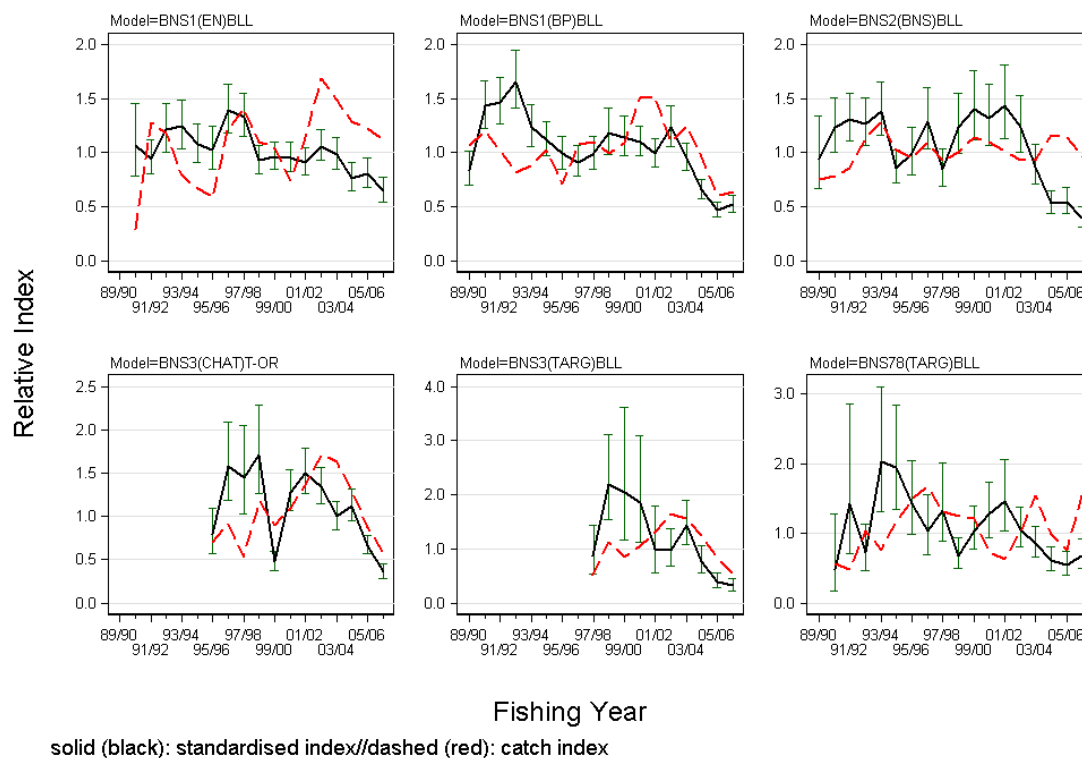 Model=BNS1(EN)BLL
Model=BNS1(BP)BLL
Model=BNS2(BNS)BLL
2.0
1.5
1.0
0.5
0.0
2.0
1.5
1.0
0.5
0.0
2.0
1.5
1.0
0.5
0.0
89/90 93/94 97/98 01/02 05/06
91/92 95/96 99/00 03/04
89/90 93/94 97/98 01/02 05/06
91/92 95/96 99/00 03/04
89/90 93/94 97/98 01/02 05/06
91/92 95/96 99/00 03/04
Relative Index
Model=BNS3(CHAT)T-OR
Model=BNS3(TARG)BLL
Model=BNS78(TARG)BLL
2.5
2.0
1.5
1.0
0.5
0.0
4.0
3.0
2.0
1.0
0.0
3.0
2.0
1.0
0.0
89/90 93/94 97/98 01/02 05/06
91/92 95/96 99/00 03/04
89/90 93/94 97/98 01/02 05/06
91/92 95/96 99/00 03/04
89/90 93/94 97/98 01/02 05/06
91/92 95/96 99/00 03/04
Fishing Year
solid (black): standardised index//dashed (red): catch index